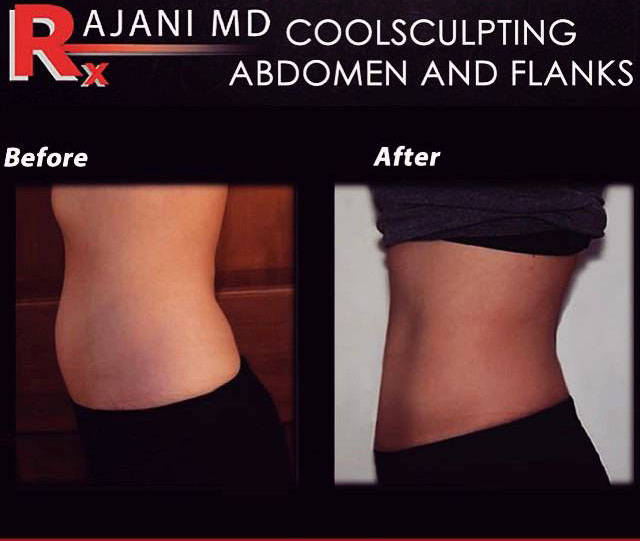 RAJANI MD
Rx
COOLSCULPTING
ABDOMEN AND FLANKS
Before
After